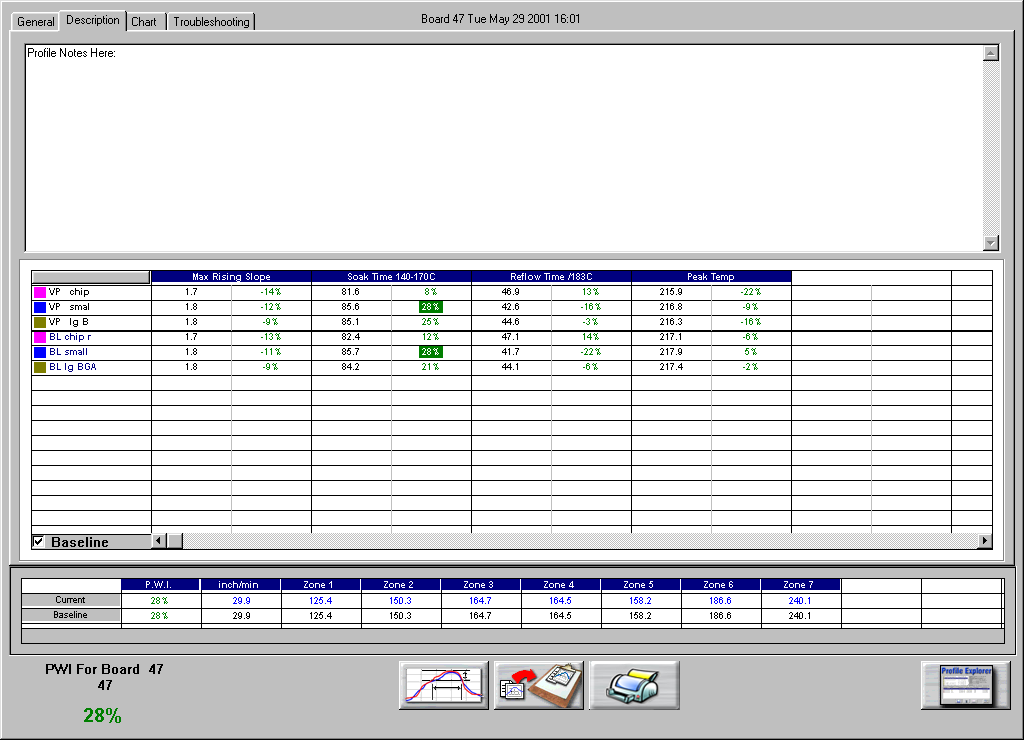 Board 47 Tue May 29 2001 16:01
General Description Chart Troubleshooting
Profile Notes Here:
Max Rising Slope Soak Time 140-170C Reflow Time /183C Peak Temp
VP chip 1.7 -14% 81.6 8% 46.9 13% 215.9 -22%
VP smal 1.8 -12% 85.6 28% 42.6 -16% 216.8 -9%
VP lg B 1.8 -9% 85.1 25% 44.6 -3% 216.3 -16%
BL chip r 1.7 -13% 82.4 12% 47.1 14% 217.1 -6%
BL small 1.8 -11% 85.7 28% 41.7 -22% 217.9 5%
BL lg BGA 1.8 -9% 84.2 21% 44.1 -6% 217.4 -2%
Baseline
P.W.I. inch/min Zone 1 Zone 2 Zone 3 Zone 4 Zone 5 Zone 6 Zone 7
Current 28% 29.9 125.4 150.3 164.7 164.5 158.2 186.6 240.1
Baseline 28% 29.9 125.4 150.3 164.7 164.5 158.2 186.6 240.1
PWI For Board 47
47
28%
Profile Explorer